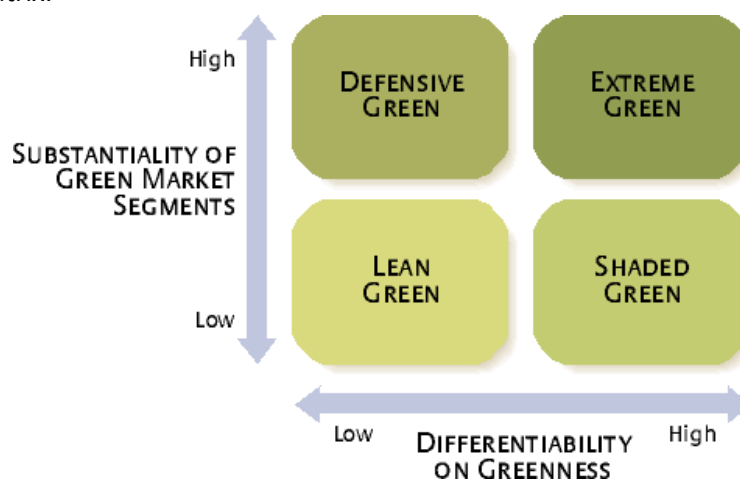 High
DEFENSIVE
GREEN
EXTREME
GREEN
SUBSTANTIALITY OF
GREEN MARKET
SEGMENTS
LEAN
GREEN
SHADED
GREEN
Low
Low
High
DIFFERENTIABILITY
ON GREENNESS